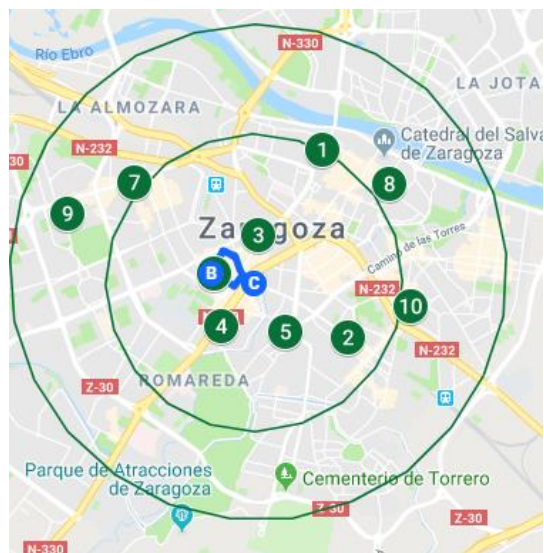 N-330
Río Ebro
LA JOTA
LA ALMOZARA
N-232
Catedral del Salva
de Zaragoza
1
7
8
30
9
Zaragoza
3
Camino de las Torres
B
C
N-232
10
4
5
2
N-232
ROMAREDA
Z-30
Parque de Atracciones
de Zaragoza
Cementerio de Torrero
Z-30
Z-30
N-330